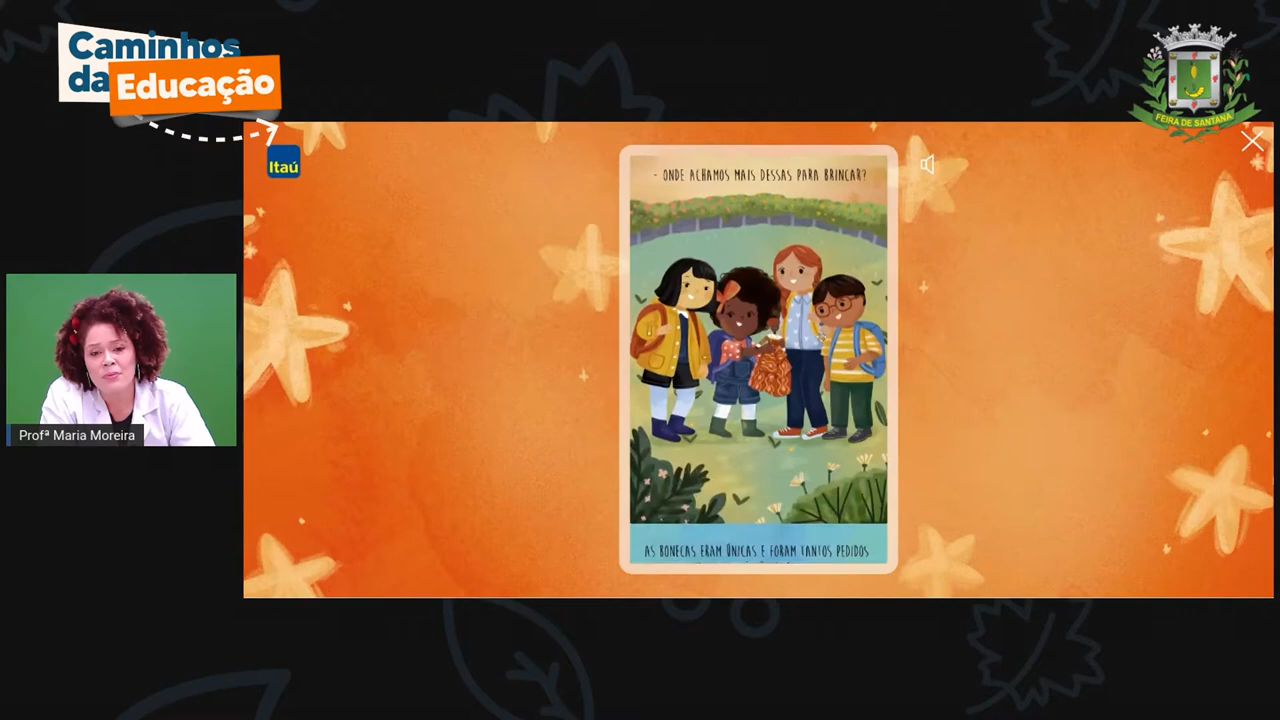 Caminhos
da Educação
FEIRA DE SANTANA
Itaú
- ONDE ACHAMOS MAIS DESSAS PARA BRINCAR?
Profª Maria Moreira
AS BONECAS ERAM ÚNICAS E FORAM TANTOS PEDIDOS